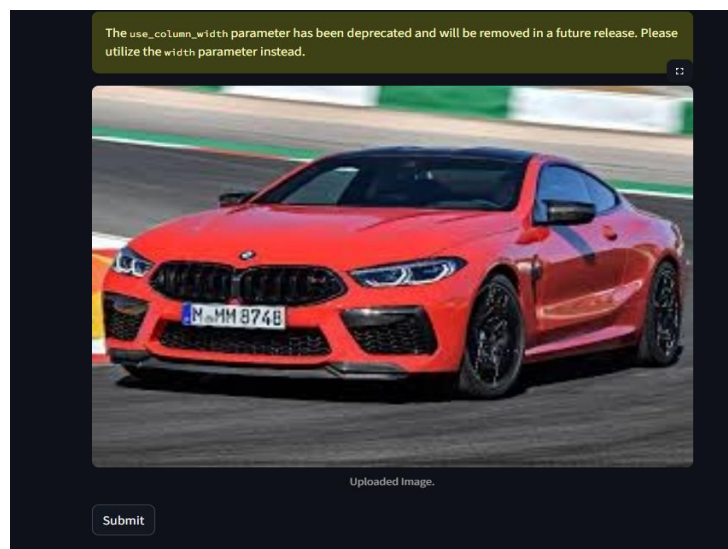 The use_column_width parameter has been deprecated and will be removed in a future release. Please
utilize the width parameter instead.
M MM 8748
Uploaded Image.
Submit